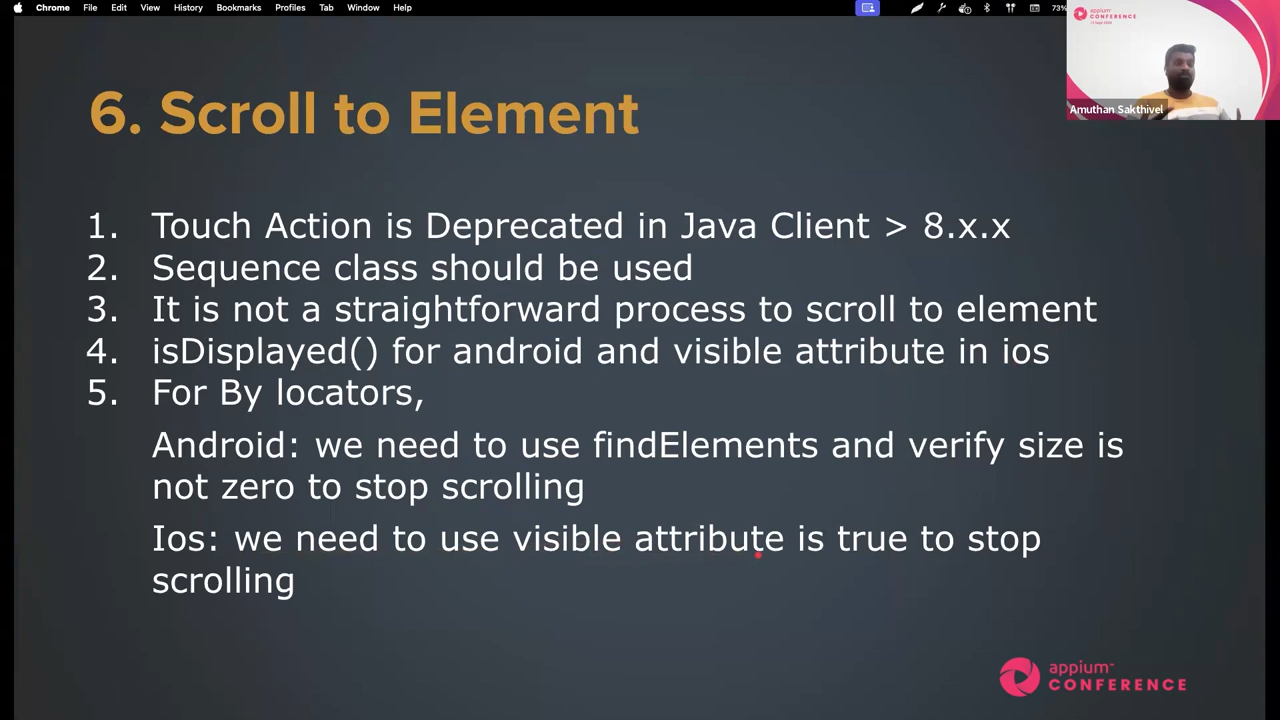 Chrome File Edit View History Bookmarks Profiles Tab Window Help 73%
appium
CONFERENCE
Amuthan Sakthivel
6. Scroll to Element
1. Touch Action is Deprecated in Java Client > 8.x.x
2. Sequence class should be used
3. It is not a straightforward process to scroll to element
4. isDisplayed() for android and visible attribute in ios
5. For By locators,
Android: we need to use findElements and verify size is
not zero to stop scrolling
Ios: we need to use visible attribute is true to stop
scrolling
appium™
CONFERENCE